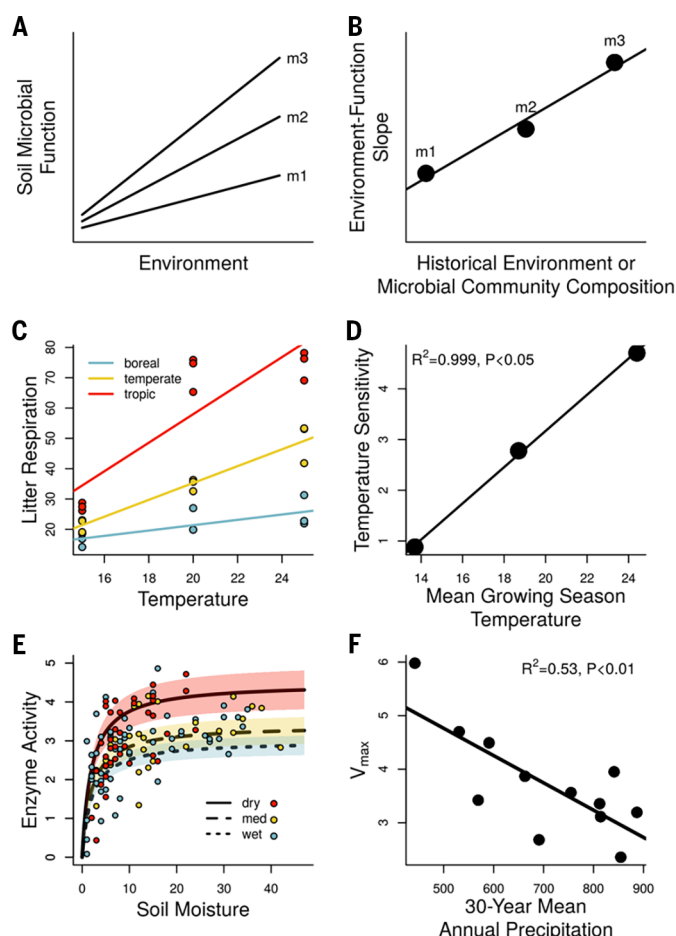 A
Soil Microbial
Function
m3
m2
m1
Environment
B
Environment-Function
Slope
m1
m2
m3
Historical Environment or
Microbial Community Composition
C
Litter Respiration
80
70
60
50
40
30
20
boreal
temperate
tropic
16 18 20 22 24
Temperature
D
Temperature Sensitivity
R²=0.999, P<0.05
4
3
2
1
14 16 18 20 22 24
Mean Growing Season
Temperature
E
Enzyme Activity
5
4
3
2
1
0
dry
med
wet
0 10 20 30 40
Soil Moisture
F
Vmax
R²=0.53, P<0.01
6
5
4
3
500 600 700 800 900
30-Year Mean
Annual Precipitation